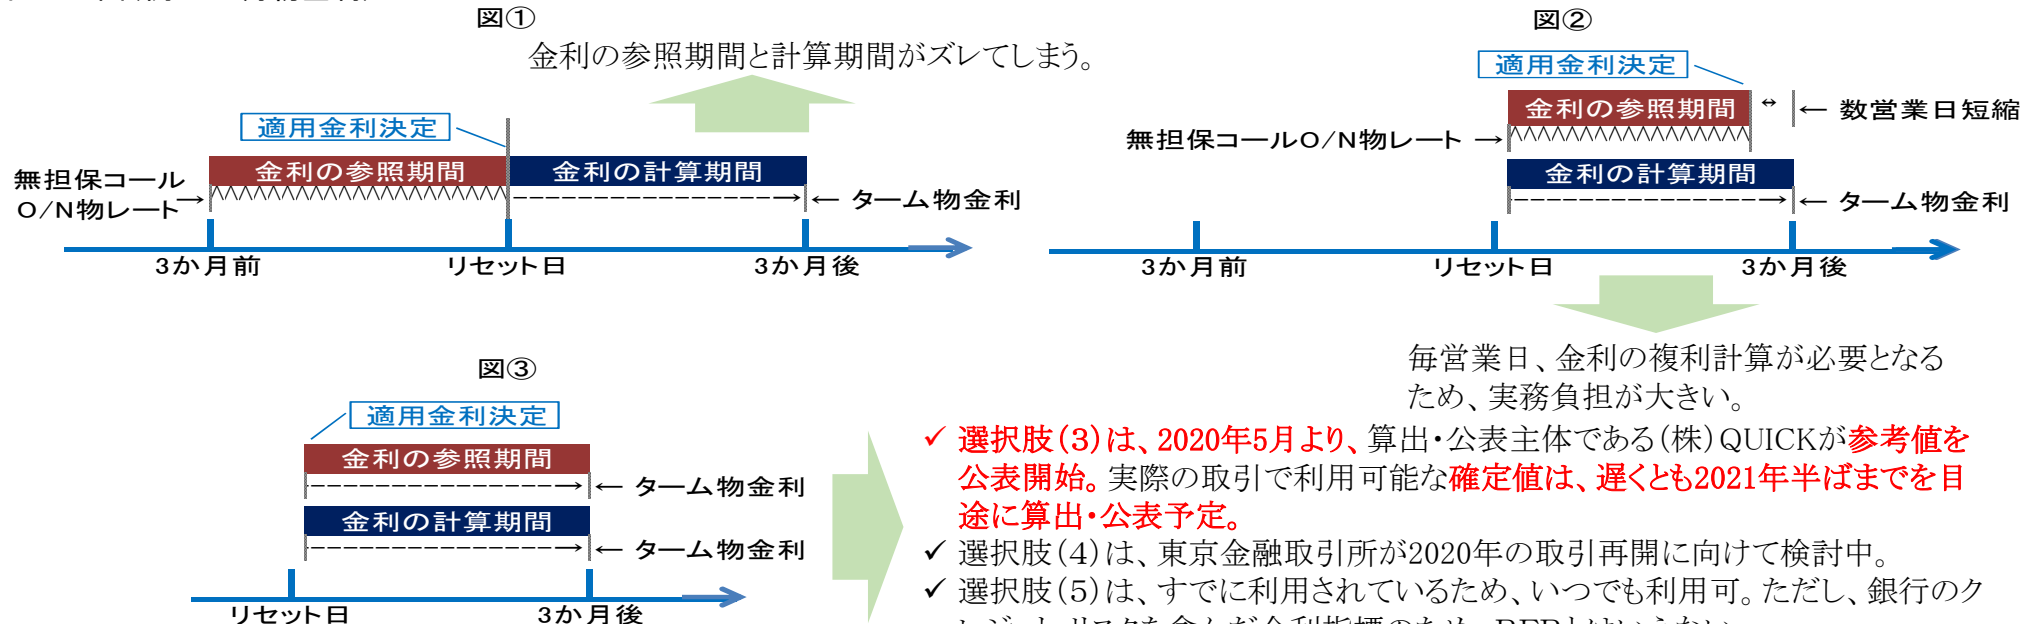 図①
金利の参照期間と計算期間がズレてしまう。
適用金利決定
金利の参照期間
金利の計算期間
無担保コール
O/N物レート→
← ターム物金利
3か月前
リセット日
3か月後
図②
適用金利決定
金利の参照期間
↔
← 数営業日短縮
無担保コールO/N物レート →
金利の計算期間
← ターム物金利
3か月前
リセット日
3か月後
毎営業日、金利の複利計算が必要となる
ため、実務負担が大きい。
図③
適用金利決定
金利の参照期間
← ターム物金利
金利の計算期間
← ターム物金利
リセット日
3か月後
✓ 選択肢(3)は、2020年5月より、算出・公表主体である(株)QUICKが参考値を
公表開始。実際の取引で利用可能な確定値は、遅くとも2021年半ばまでを目
途に算出・公表予定。
✓ 選択肢(4)は、東京金融取引所が2020年の取引再開に向けて検討中。
✓ 選択肢(5)は、すでに利用されているため、いつでも利用可。ただし、銀行のク